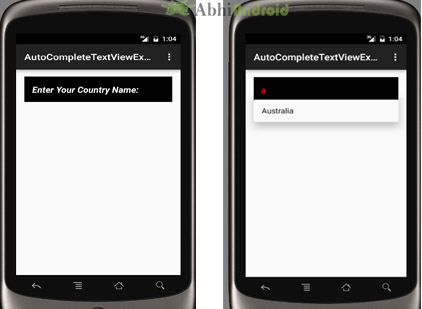 AbhiAndroid
1:04
AutoCompleteTextViewEx...
Enter Your Country Name:
1:04
AutoCompleteTextViewEx...
a
Australia